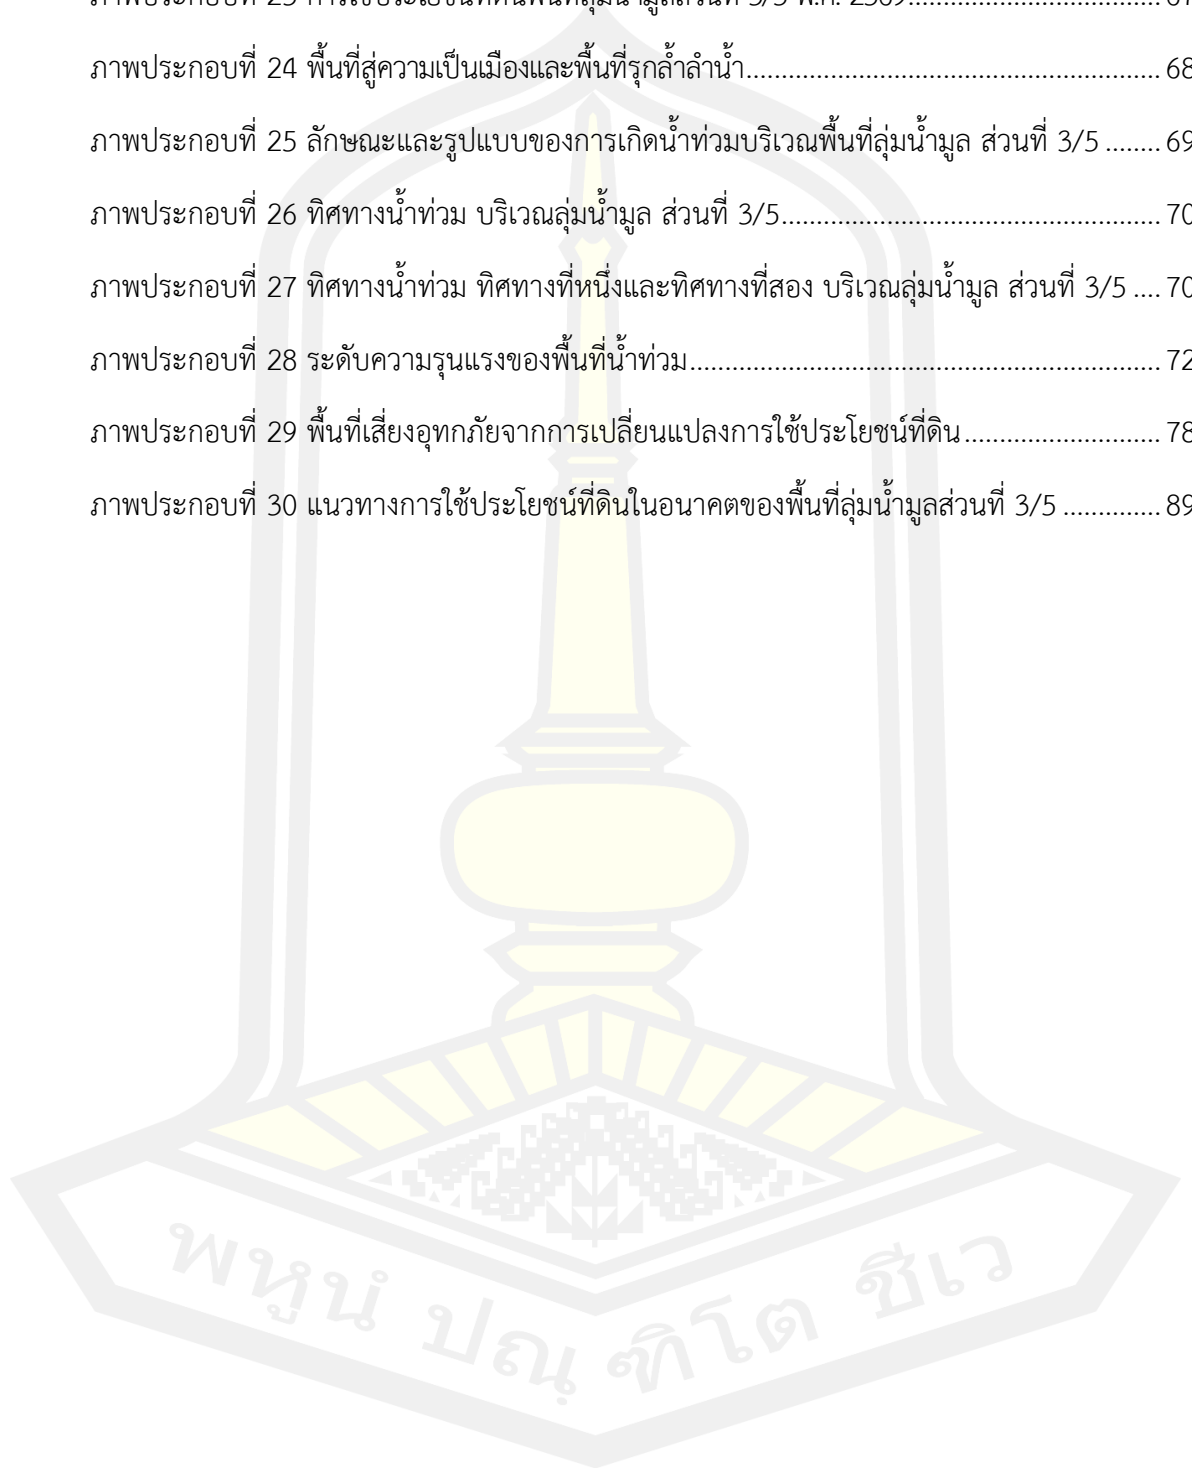 ภาพประกอบที่ 24 พื้นที่สู่ความเป็นเมืองและพื้นที่รุกล้ำลำน้ำ.......................................................... 68
ภาพประกอบที่ 25 ลักษณะและรูปแบบของการเกิดน้ำท่วมบริเวณพื้นที่ลุ่มน้ำมูล ส่วนที่ 3/5 ........ 69
ภาพประกอบที่ 26 ทิศทางน้ำท่วม บริเวณลุ่มน้ำมูล ส่วนที่ 3/5..................................................... 70
ภาพประกอบที่ 27 ทิศทางน้ำท่วม ทิศทางที่หนึ่งและทิศทางที่สอง บริเวณลุ่มน้ำมูล ส่วนที่ 3/5 .... 70
ภาพประกอบที่ 28 ระดับความรุนแรงของพื้นที่น้ำท่วม.................................................................. 72
ภาพประกอบที่ 29 พื้นที่เสี่ยงอุทกภัยจากการเปลี่ยนแปลงการใช้ประโยชน์ที่ดิน............................ 78
ภาพประกอบที่ 30 แนวทางการใช้ประโยชน์ที่ดินในอนาคตของพื้นที่ลุ่มน้ำมูลส่วนที่ 3/5 .............. 89
พหูนํ ปณฺฑิโต ชีเว